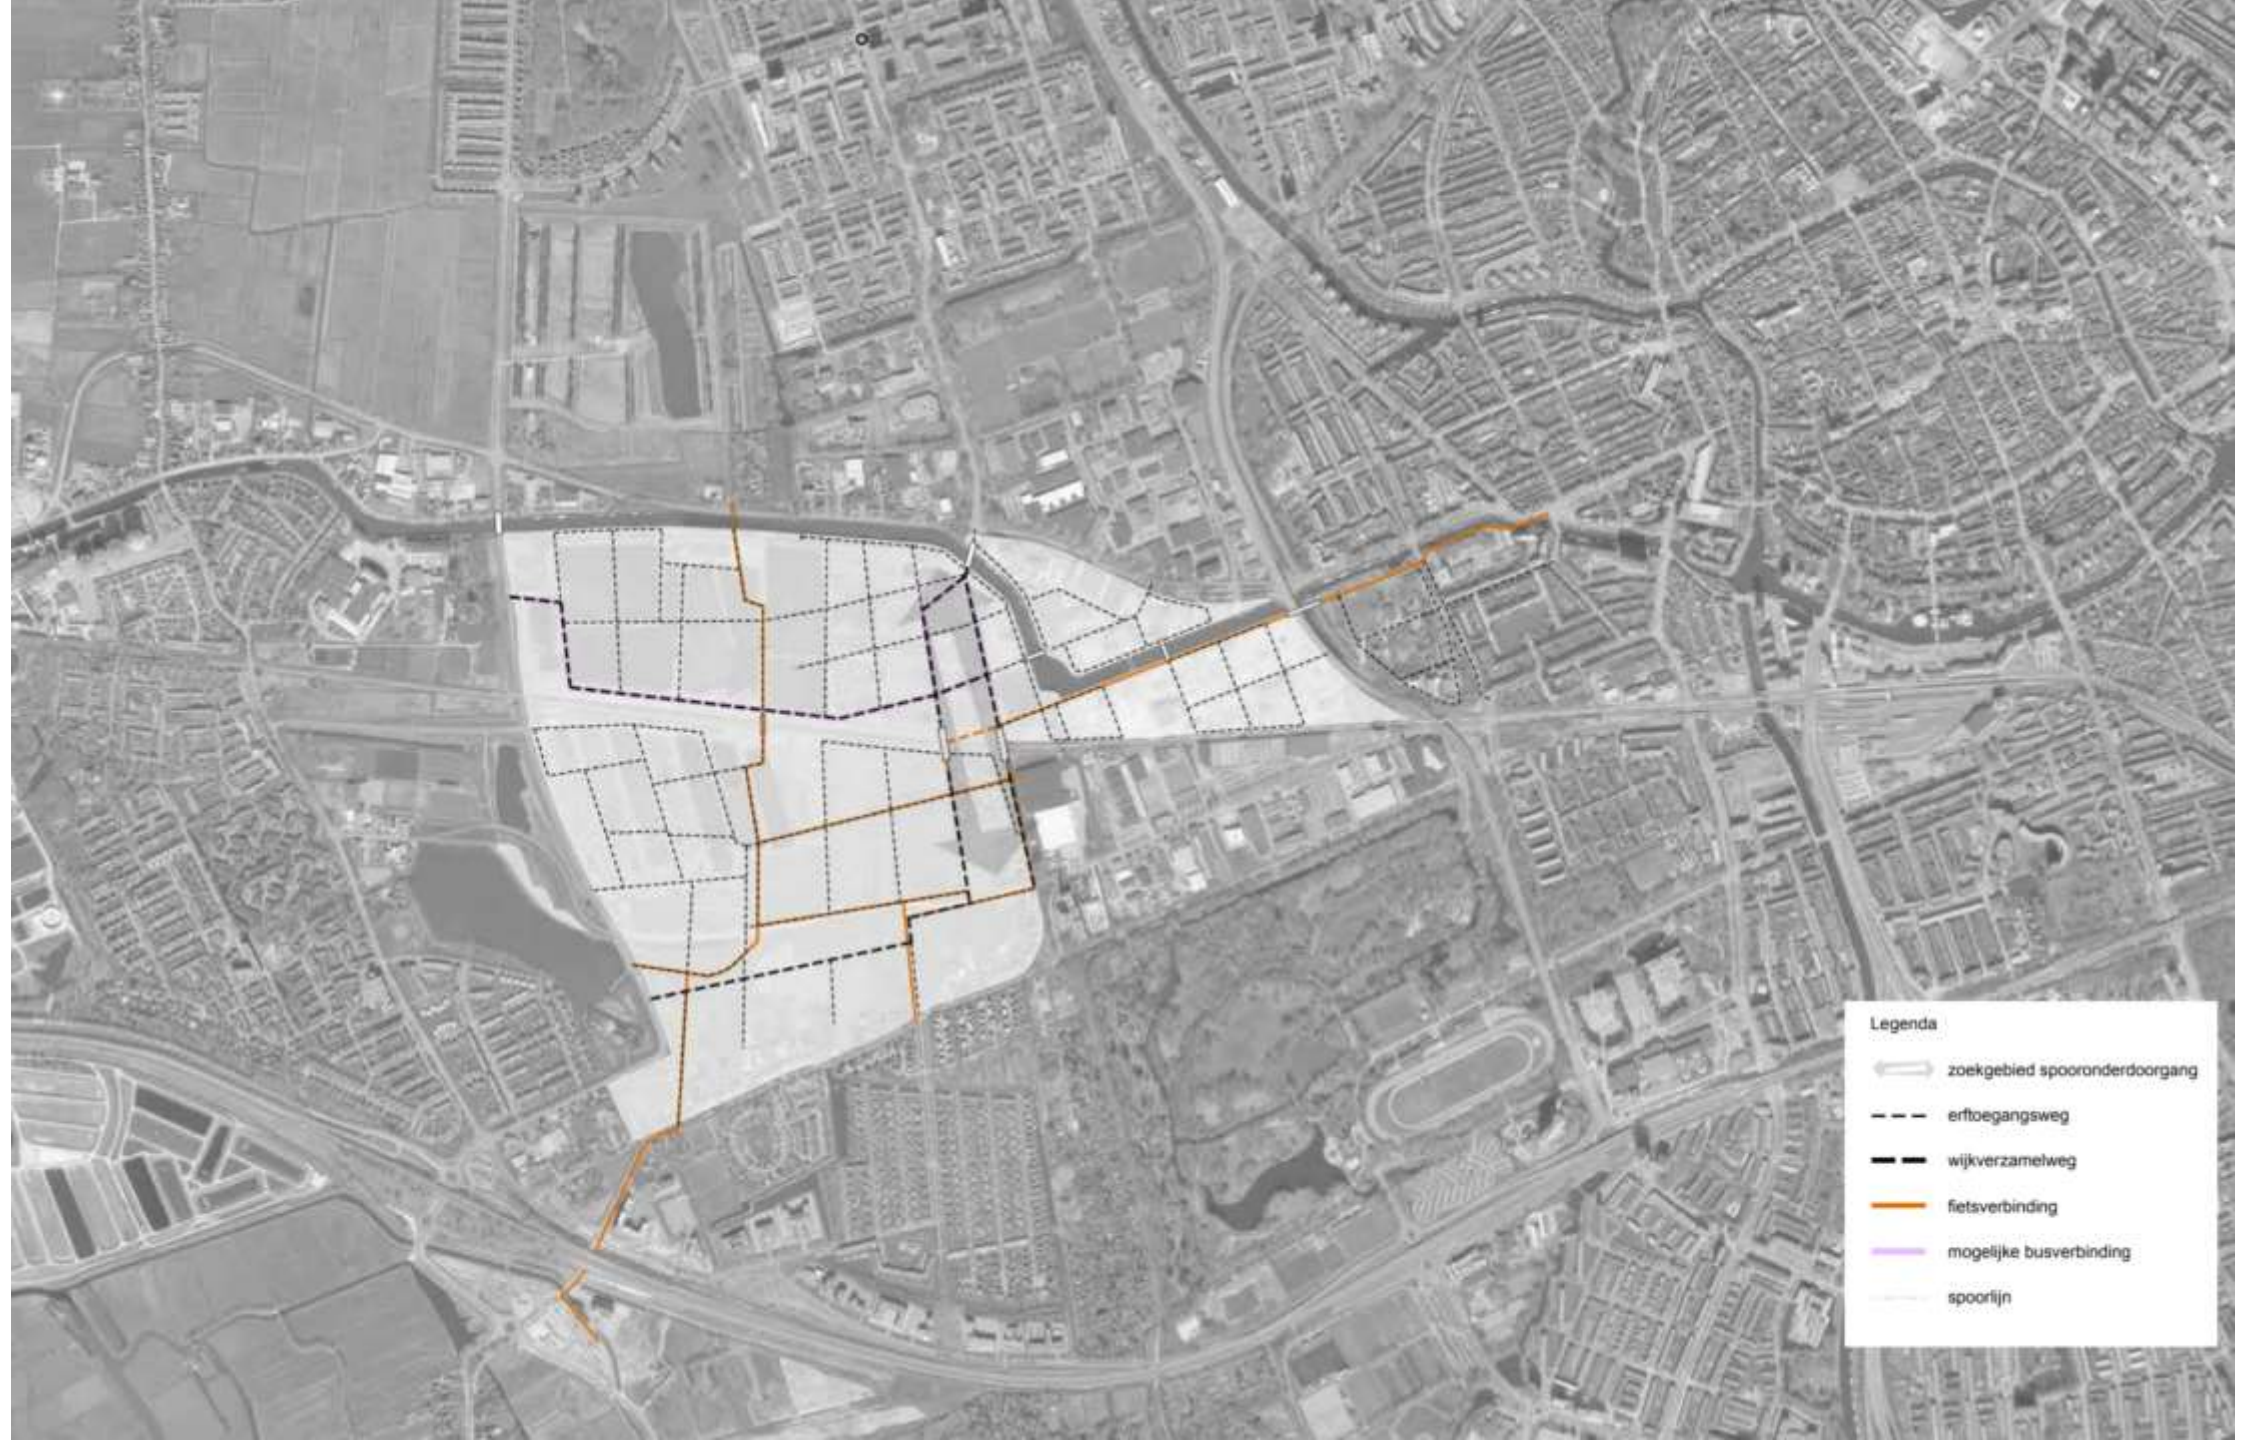 Legenda
zoekgebied spooronderdoorgang
erftoegangsweg
wijkverzamelweg
fietsverbinding
mogelijke busverbinding
spoorlijn